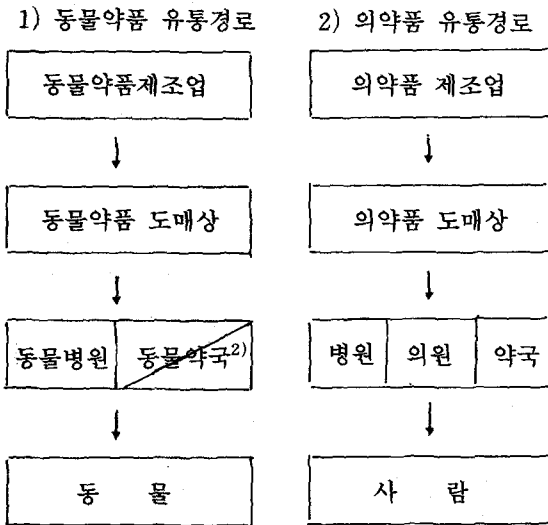 1) 동물약품 유통경로
동물약품제조업
동물약품 도매상
동물병원 동물약국2)
동 물
2) 의약품 유통경로
의약품 제조업
의약품 도매상
병원 의원 약국
사 람